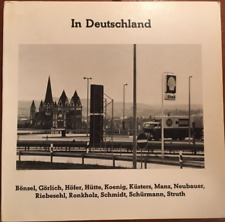 In Deutschland
Bönsel, Görlich, Höfer, Hütte, Koenig, Küsters, Manz, Neubauer,
Riebesehl, Ronkholz, Schmidt, Schürmann, Struth